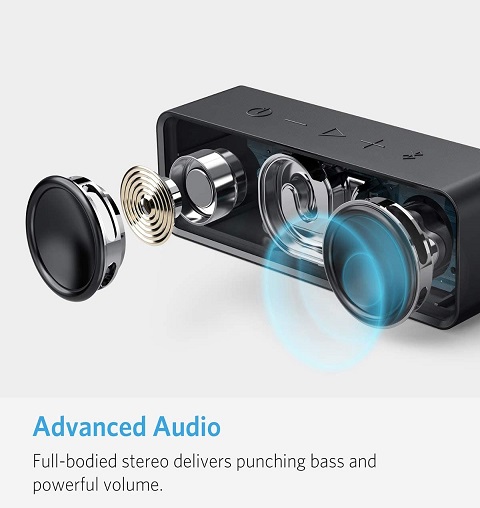 Advanced Audio
Full-bodied stereo delivers punching bass and
powerful volume.